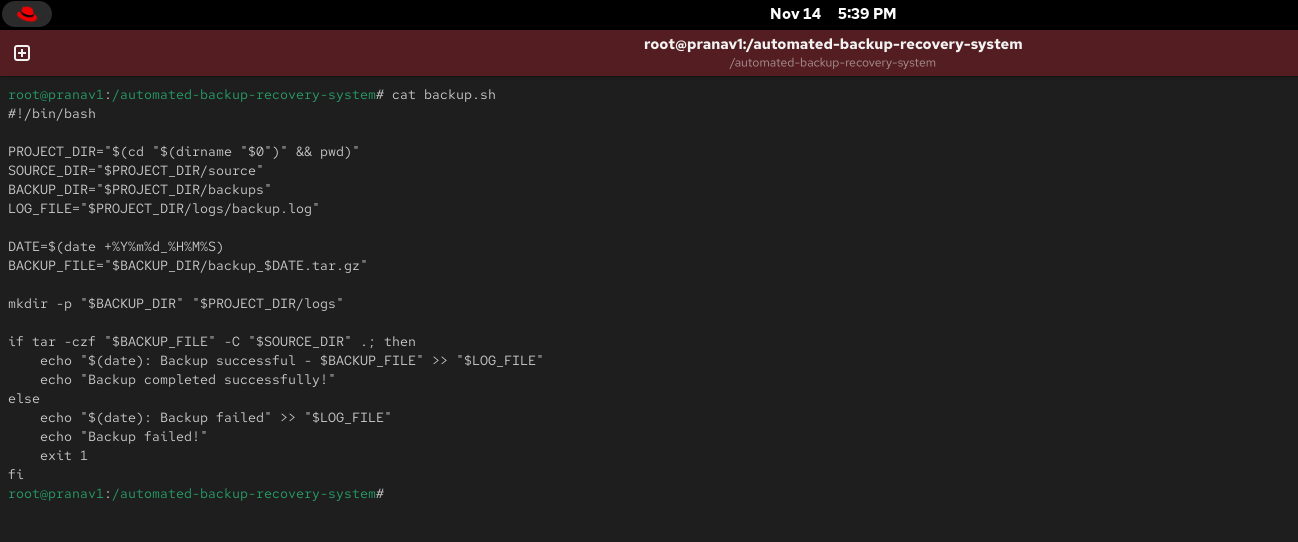 Nov 14 5:39 PM
root@pranav1:/automated-backup-recovery-system
/automated-backup-recovery-system
root@pranav1:/automated-backup-recovery-system# cat backup.sh
#!/bin/bash

PROJECT_DIR="$(cd "$(dirname "$0")" && pwd)"
SOURCE_DIR="$PROJECT_DIR/source"
BACKUP_DIR="$PROJECT_DIR/backups"
LOG_FILE="$PROJECT_DIR/logs/backup.log"

DATE=$(date +%Y%m%d_%H%M%S)
BACKUP_FILE="$BACKUP_DIR/backup_$DATE.tar.gz"

mkdir -p "$BACKUP_DIR" "$PROJECT_DIR/logs"

if tar -czf "$BACKUP_FILE" -C "$SOURCE_DIR" .; then
    echo "$(date): Backup successful - $BACKUP_FILE" >> "$LOG_FILE"
    echo "Backup completed successfully!"
else
    echo "$(date): Backup failed" >> "$LOG_FILE"
    echo "Backup failed!"
    exit 1
fi
root@pranav1:/automated-backup-recovery-system#